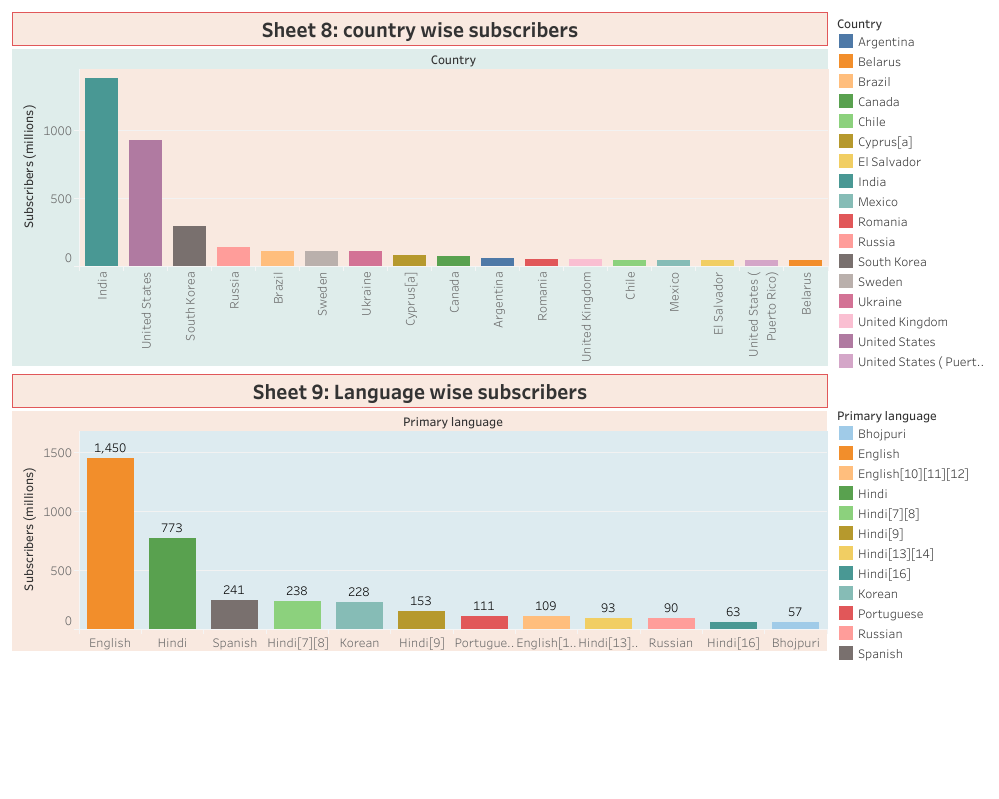 Sheet 8: country wise subscribers
Country
Subscribers (millions)
1000
500
0
India
United States
South Korea
Russia
Brazil
Sweden
Ukraine
Cyprus[a]
Canada
Argentina
Romania
United Kingdom
Chile
Mexico
El Salvador
United States (
Puerto Rico)
Belarus
Country
Argentina
Belarus
Brazil
Canada
Chile
Cyprus[a]
El Salvador
India
Mexico
Romania
Russia
South Korea
Sweden
Ukraine
United Kingdom
United States
United States ( Puert..
Sheet 9: Language wise subscribers
Primary language
Subscribers (millions)
1500
1000
500
0
1,450
773
241
238
228
153
111
109
93
90
63
57
English
Hindi
Spanish
Hindi[7][8]
Korean
Hindi[9]
Portugue..
English[1..
Hindi[13]..
Russian
Hindi[16]
Bhojpuri
Primary language
Bhojpuri
English
English[10][11][12]
Hindi
Hindi[7][8]
Hindi[9]
Hindi[13][14]
Hindi[16]
Korean
Portuguese
Russian
Spanish